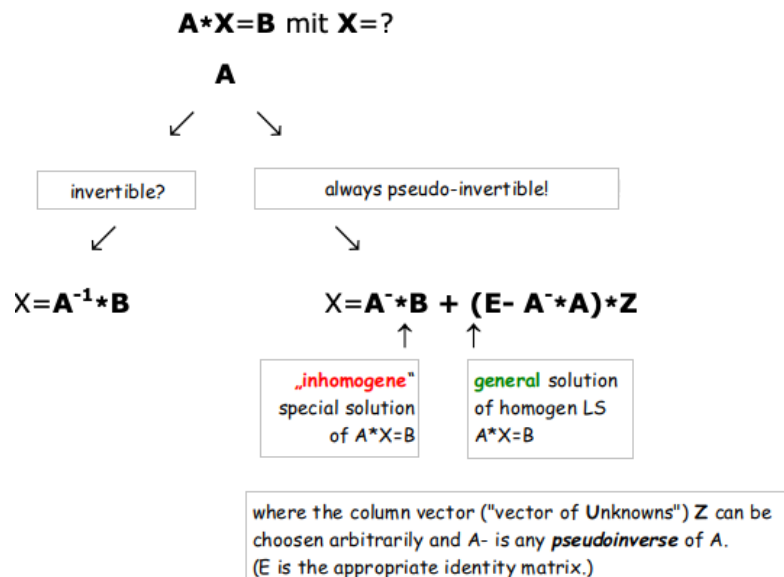 A*X=B mit X=?
A
↙ ↘
invertible?
always pseudo-invertible!
↙ ↘
X=A⁻¹*B
X=A⁻*B + (E- A⁻*A)*Z
↑ ↑
„inhomogene“
special solution
of A*X=B
general solution
of homogen LS
A*X=B
where the column vector ("vector of Unknowns") Z can be
choosen arbitrarily and A- is any pseudoinverse of A.
(E is the appropriate identity matrix.)